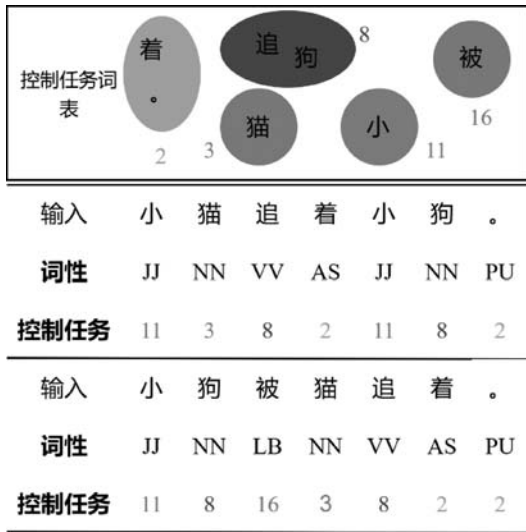 控制任务词
表
着
。
2
追
狗
8
猫
3
小
11
被
16
输入 小 猫 追 着 小 狗 。
词性 JJ NN VV AS JJ NN PU
控制任务 11 3 8 2 11 8 2
输入 小 狗 被 猫 追 着 。
词性 JJ NN LB NN VV AS PU
控制任务 11 8 16 3 8 2 2